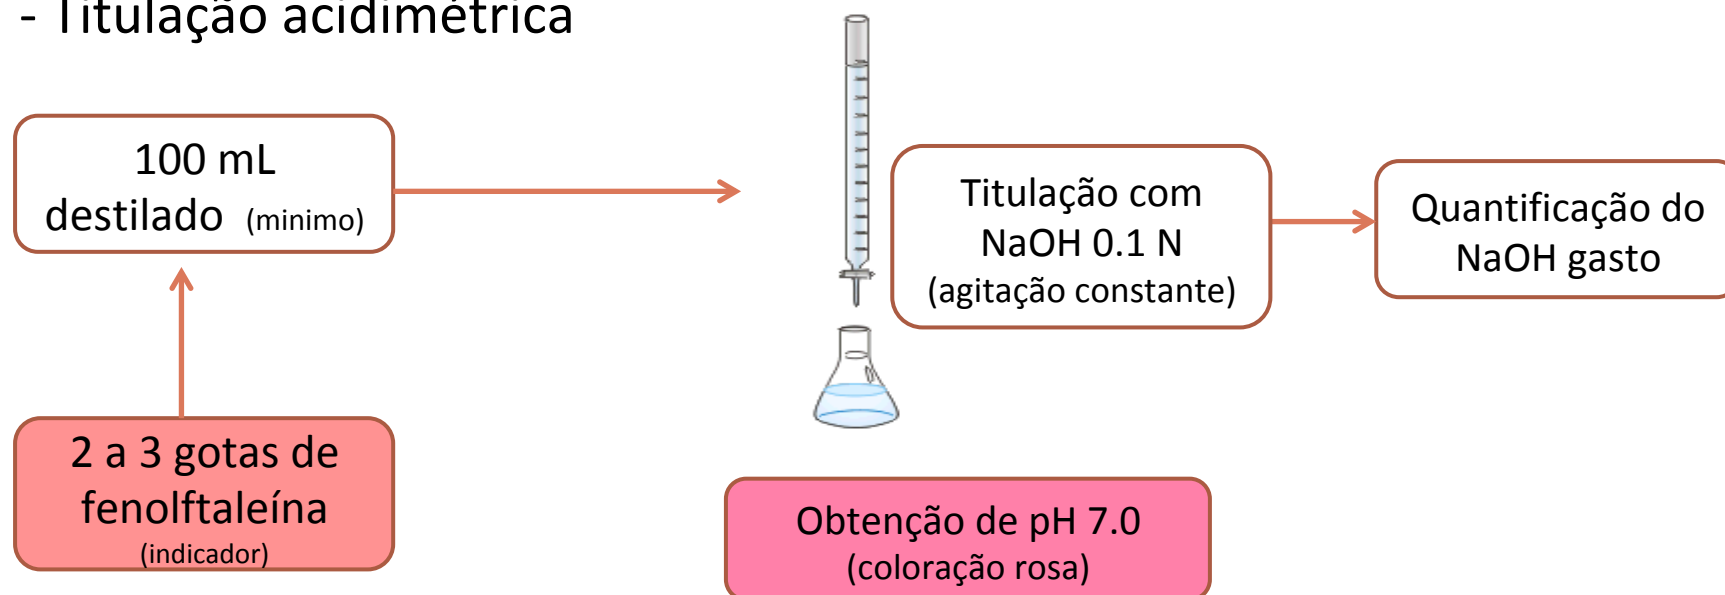 - Titulação acidimétrica
100 mL
destilado (minimo)
2 a 3 gotas de
fenolftaleína
(indicador)
Titulação com
NaOH 0.1 N
(agitação constante)
Quantificação do
NaOH gasto
Obtenção de pH 7.0
(coloração rosa)